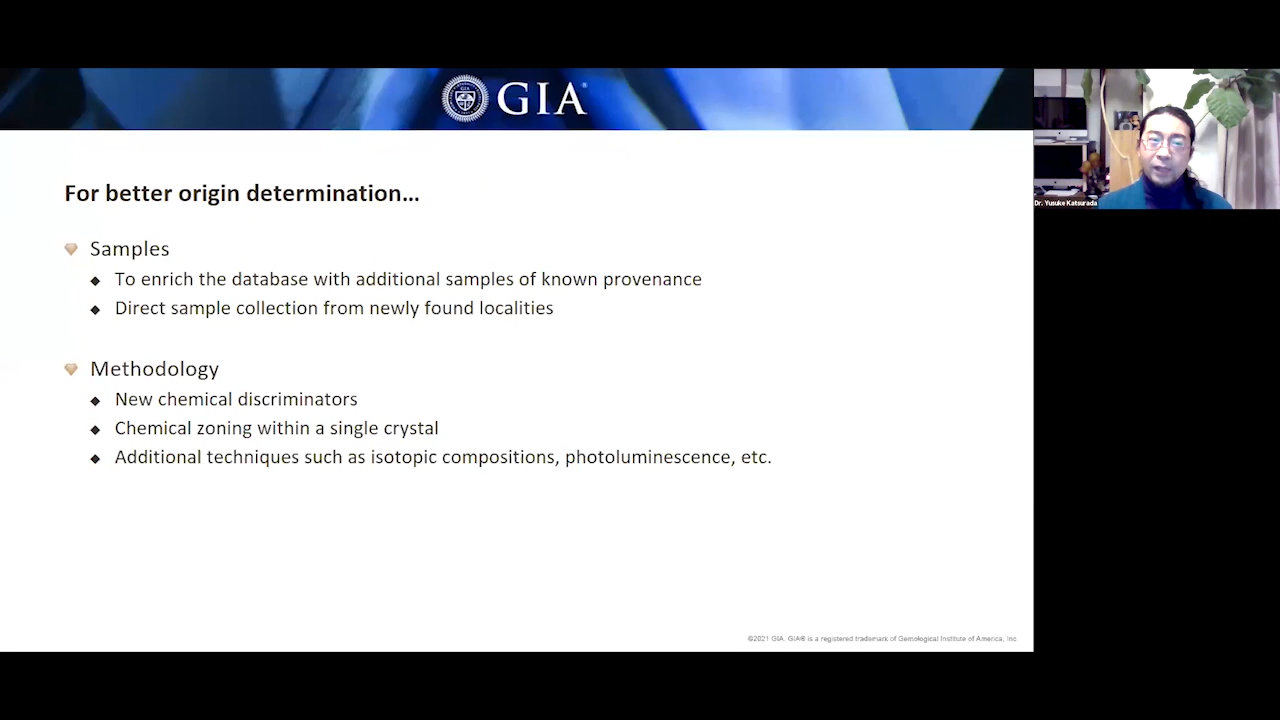 GIA
For better origin determination...
Samples
To enrich the database with additional samples of known provenance
Direct sample collection from newly found localities
Methodology
New chemical discriminators
Chemical zoning within a single crystal
Additional techniques such as isotopic compositions, photoluminescence, etc.
©2021 GIA. GIA® is a registered trademark of Gemological Institute of America, Inc
Dr. Yusuke Katsurada